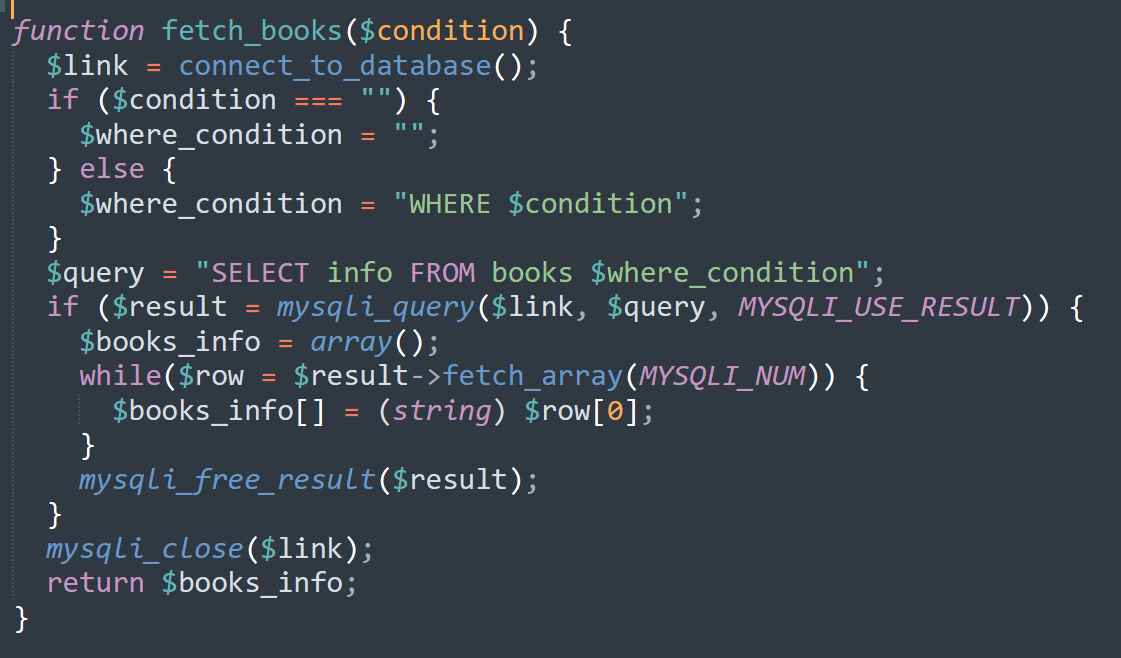 function fetch_books($condition) {
  $link = connect_to_database();
  if ($condition === "") {
    $where_condition = "";
  } else {
    $where_condition = "WHERE $condition";
  }
  $query = "SELECT info FROM books $where_condition";
  if ($result = mysqli_query($link, $query, MYSQLI_USE_RESULT)) {
    $books_info = array();
    while($row = $result->fetch_array(MYSQLI_NUM)) {
      $books_info[] = (string) $row[0];
    }
    mysqli_free_result($result);
  }
  mysqli_close($link);
  return $books_info;
}